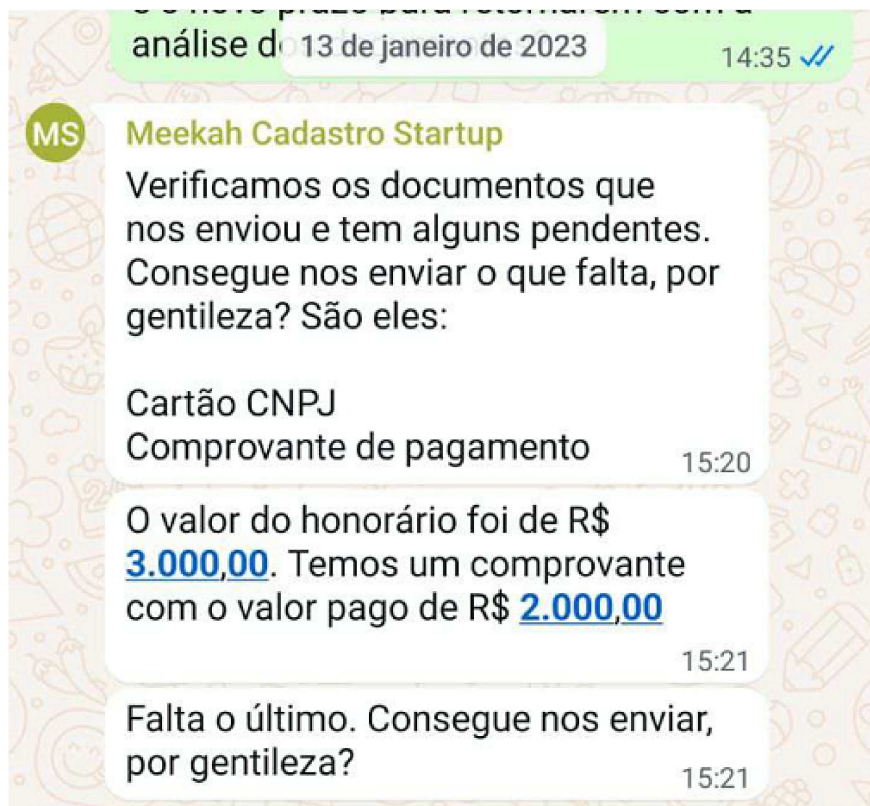 análise d
13 de janeiro de 2023
14:35
MS
Meekah Cadastro Startup
Verificamos os documentos que
nos enviou e tem alguns pendentes.
Consegue nos enviar o que falta, por
gentileza? São eles:
Cartão CNPJ
Comprovante de pagamento
15:20
O valor do honorário foi de R$
3.000,00. Temos um comprovante
com o valor pago de R$ 2.000,00
15:21
Falta o último. Consegue nos enviar,
por gentileza?
15:21